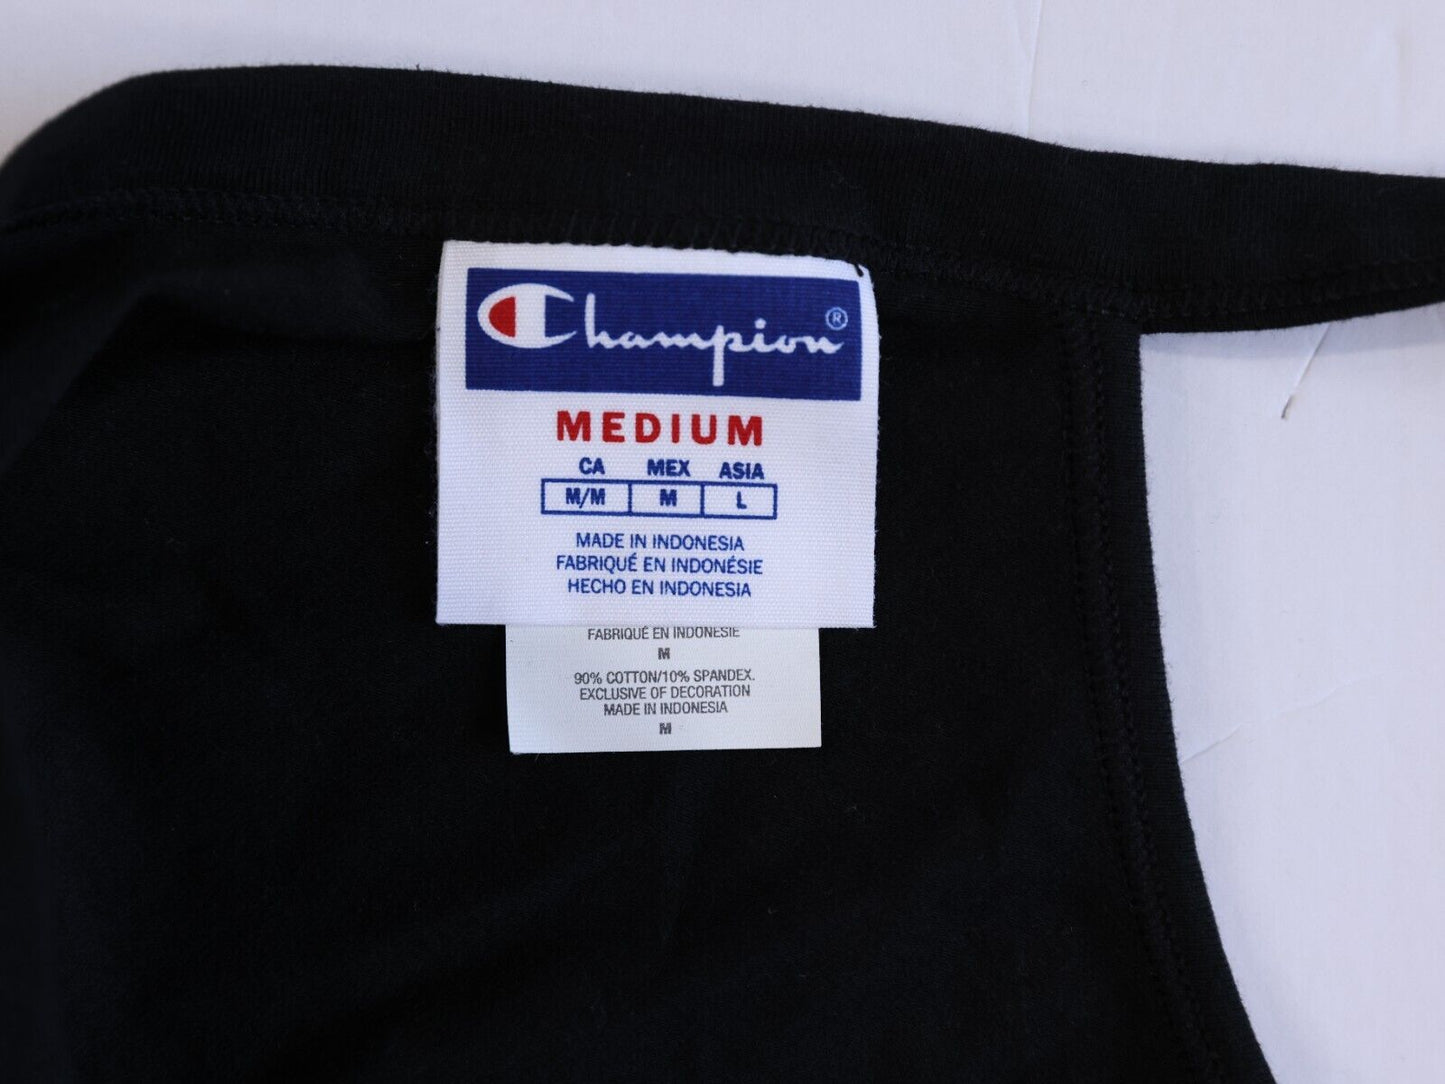 Champion®
MEDIUM
CA MEX ASIA
M/M M L
MADE IN INDONESIA
FABRIQUÉ EN INDONÉSIE
HECHO EN INDONESIA
FABRIQUÉ EN INDONESIE
M
90% COTTON/10% SPANDEX.
EXCLUSIVE OF DECORATION
MADE IN INDONESIA
M